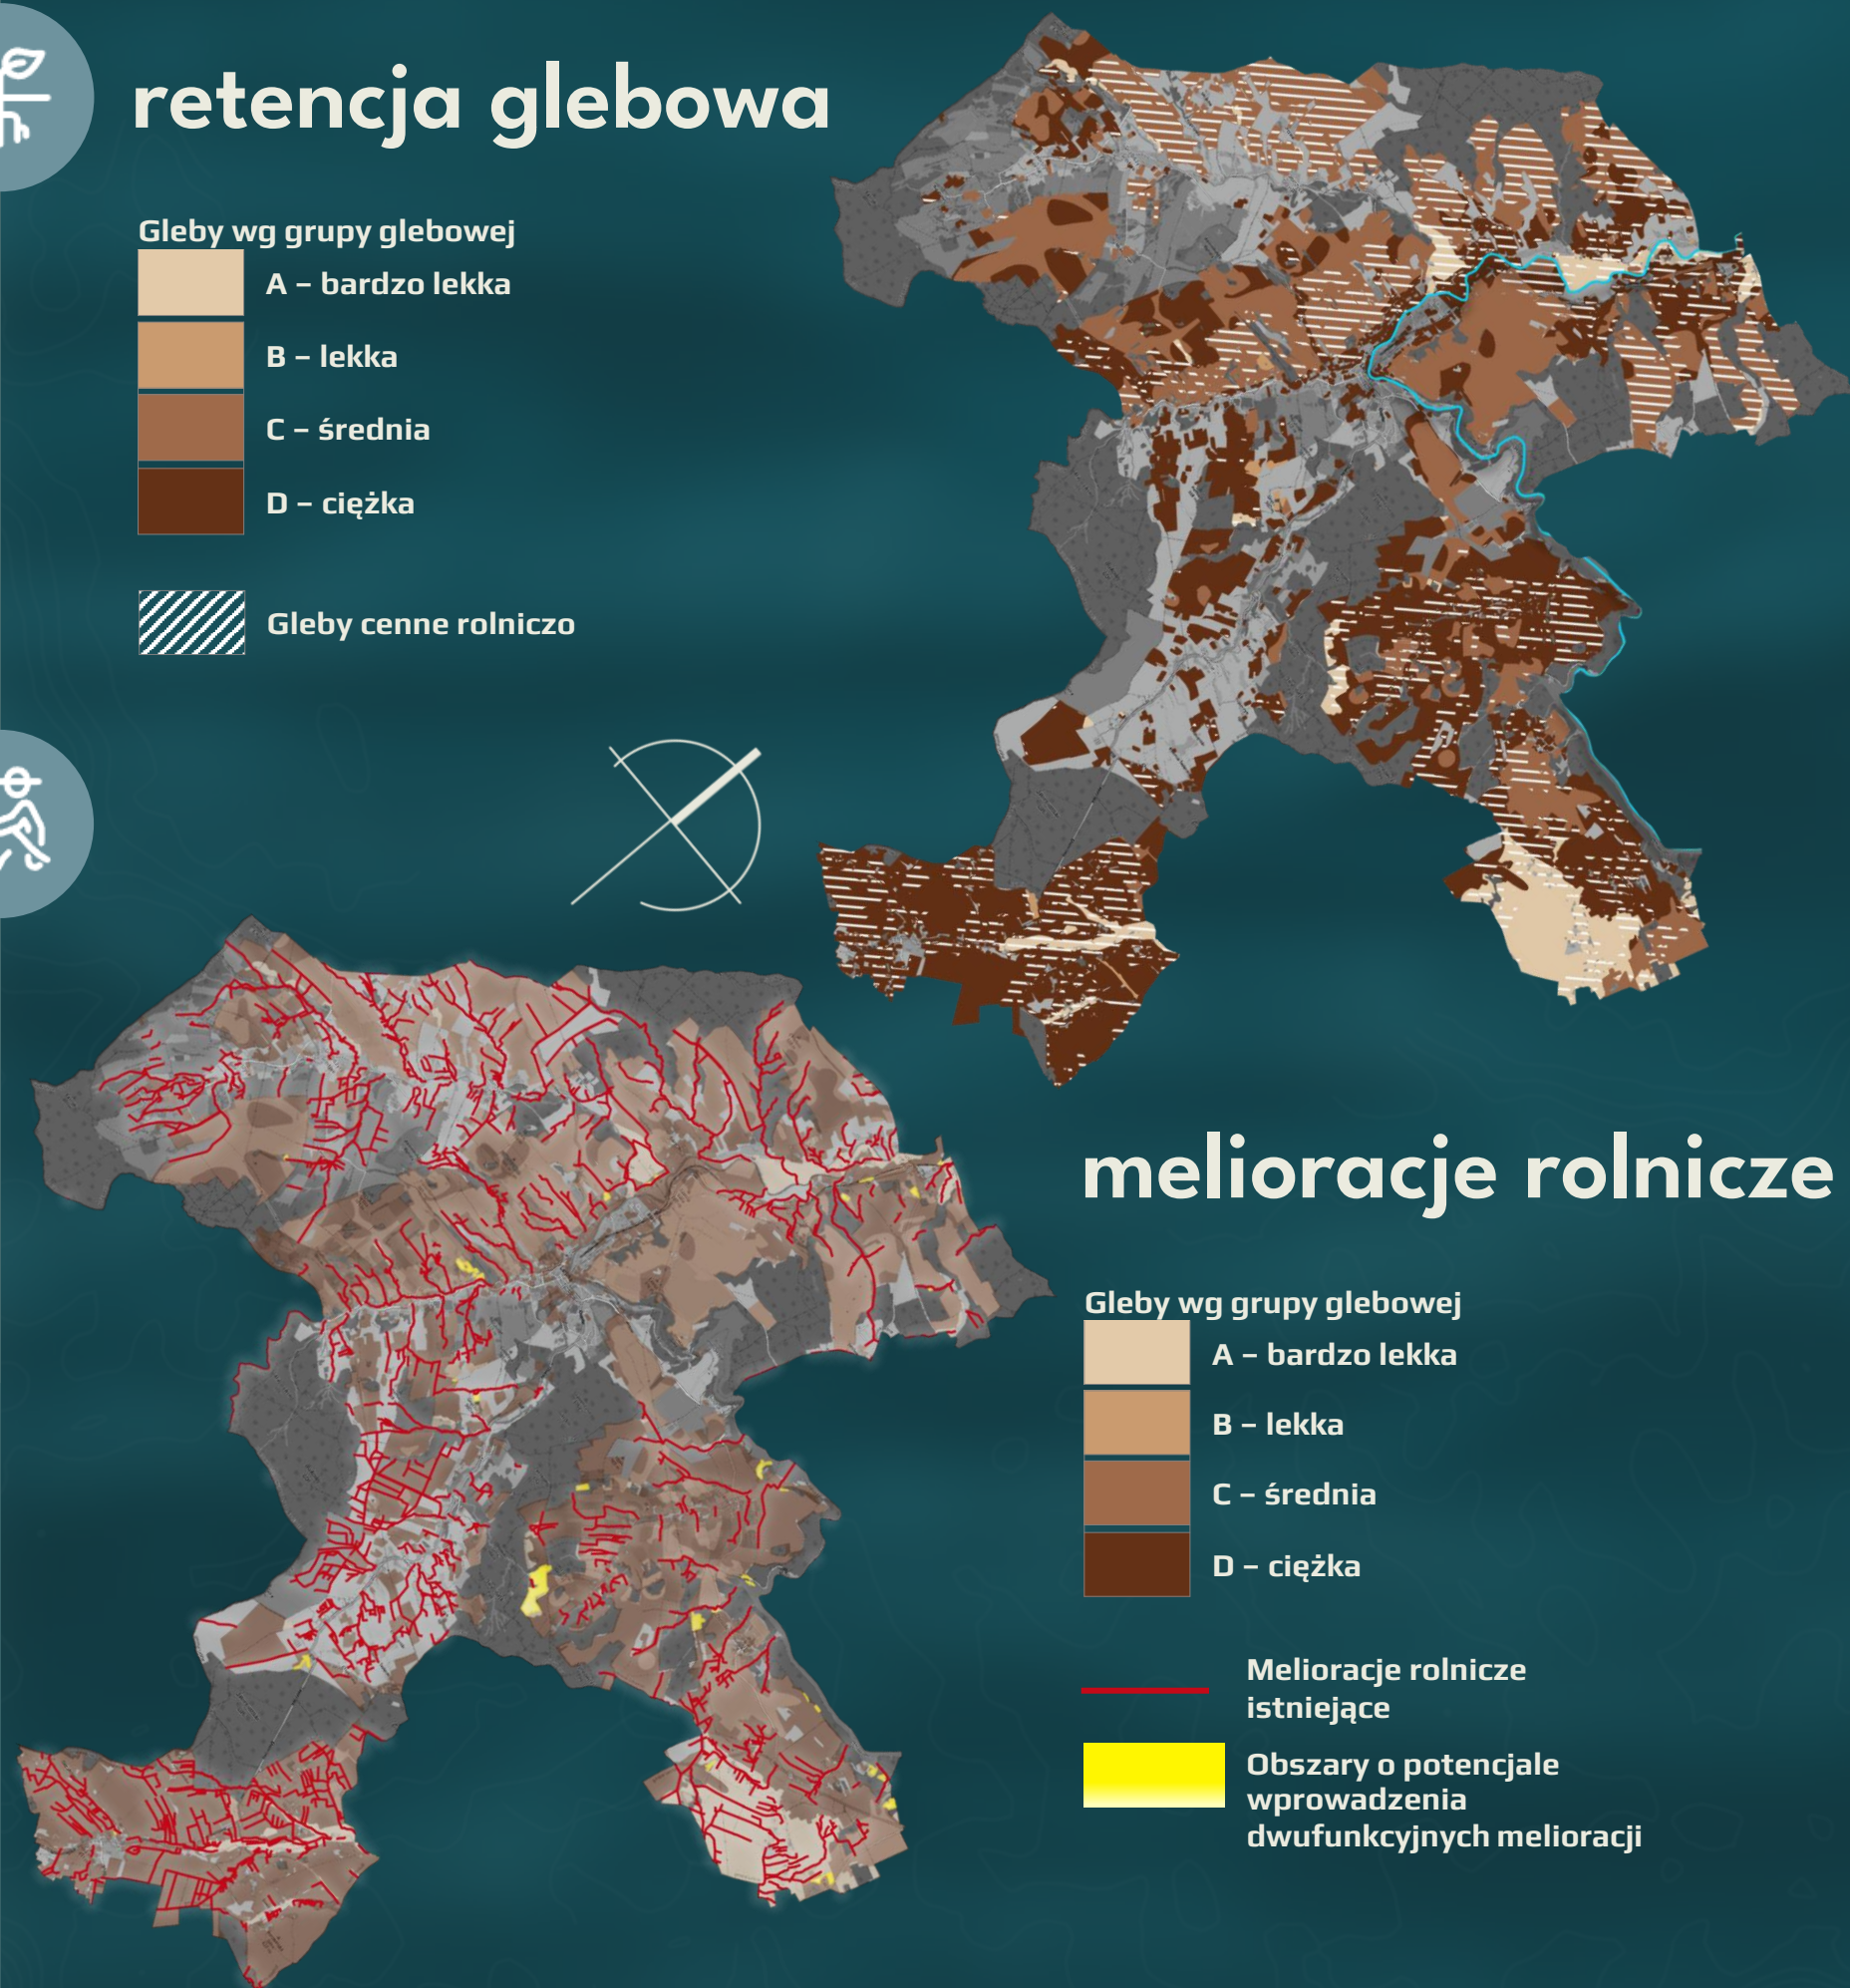 retencja glebowa
Gleby wg grupy glebowej
A – bardzo lekka
B – lekka
C – średnia
D – ciężka
Gleby cenne rolniczo
melioracje rolnicze
Gleby wg grupy glebowej
A – bardzo lekka
B – lekka
C – średnia
D – ciężka
Melioracje rolnicze
istniejące
Obszary o potencjale
wprowadzenia
dwufunkcyjnych melioracji